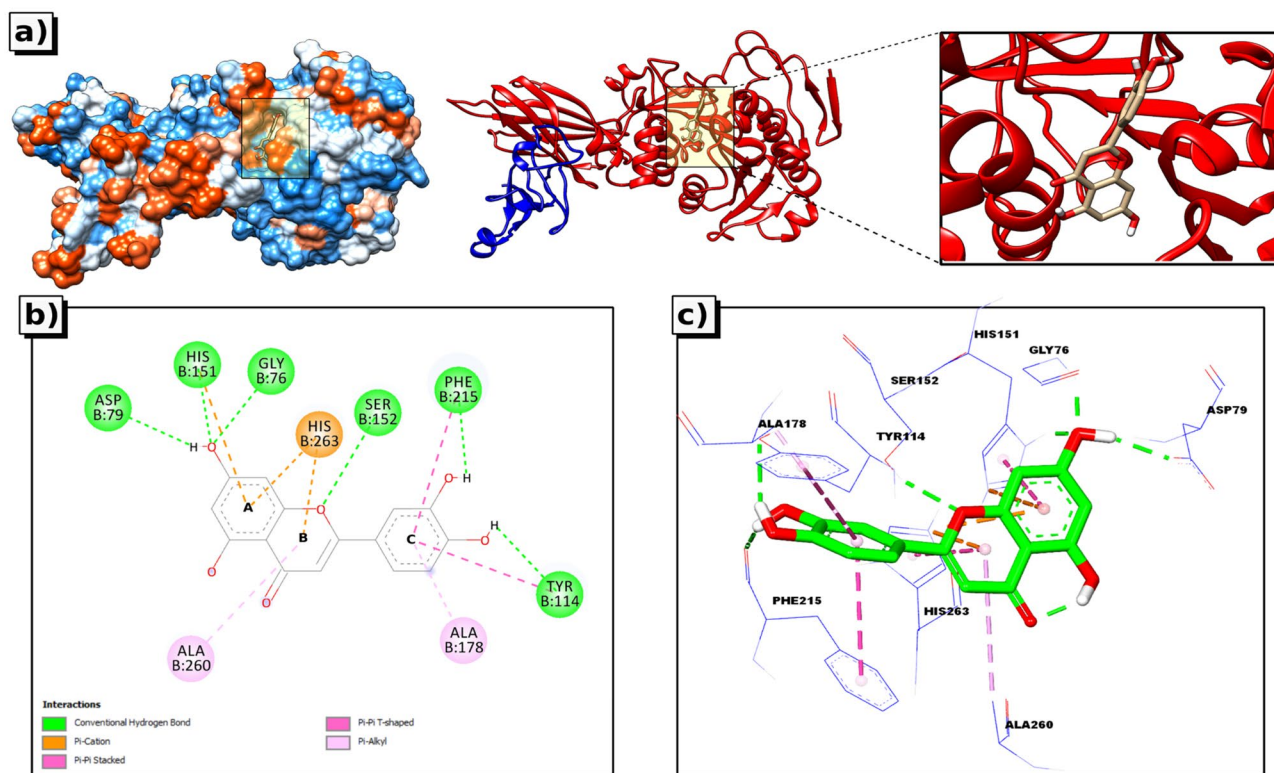 a)
b)
HIS
B:151
GLY
B:76
ASP
B:79
HIS
B:263
SER
B:152
PHE
B:215
H
O
A
O
B
O
O
C
O
H
O
H
TYR
B:114
ALA
B:260
ALA
B:178
Interactions
Conventional Hydrogen Bond
Pi-Cation
Pi-Pi Stacked
Pi-Pi T-shaped
Pi-Alkyl
c)
HIS151
GLY76
SER152
ASP79
ALA178
TYR114
PHE215
HIS263
ALA260